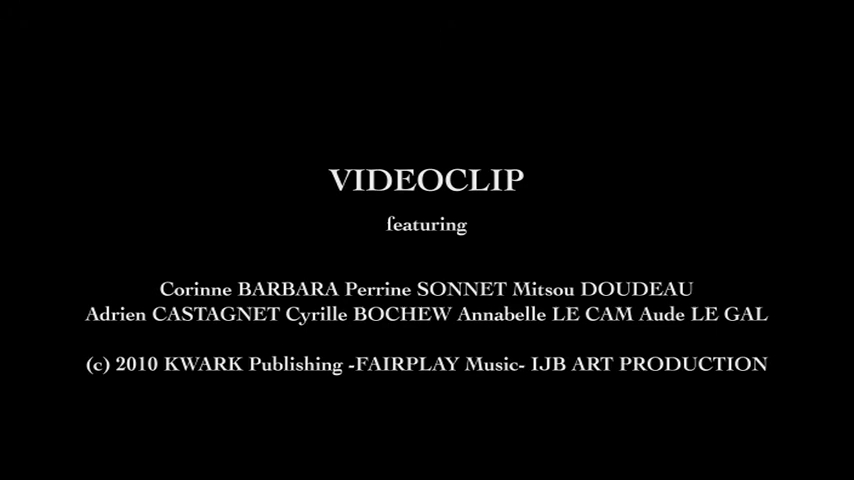 VIDEOCLIP
featuring
Corinne BARBARA Perrine SONNET Mitsou DOUDEAU
Adrien CASTAGNET Cyrille BOCHEW Annabelle LE CAM Aude LE GAL
(c) 2010 KWARK Publishing -FAIRPLAY Music- IJB ART PRODUCTION